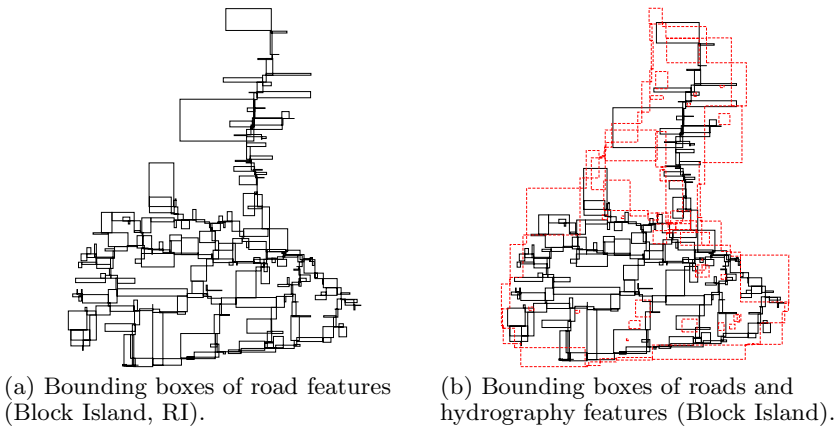 (a) Bounding boxes of road features
(Block Island, RI).
(b) Bounding boxes of roads and
hydrography features (Block Island).